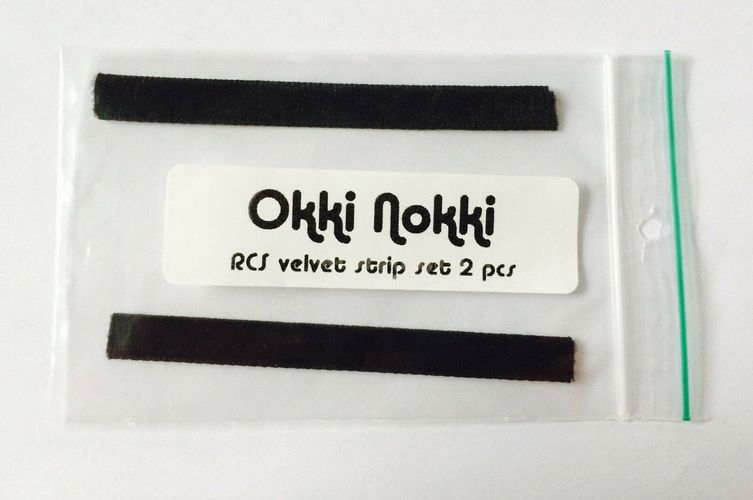 Okki Nokki
RCS velvet strip set 2 pcs